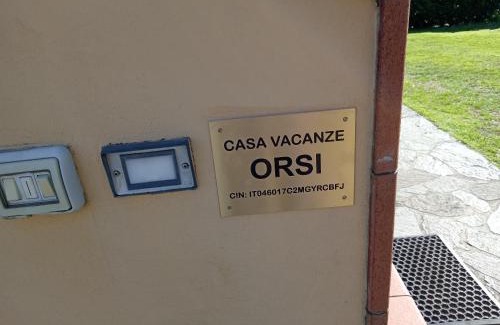 CASA VACANZE
ORSI
CIN: IT046017C2MGYRCBFJ